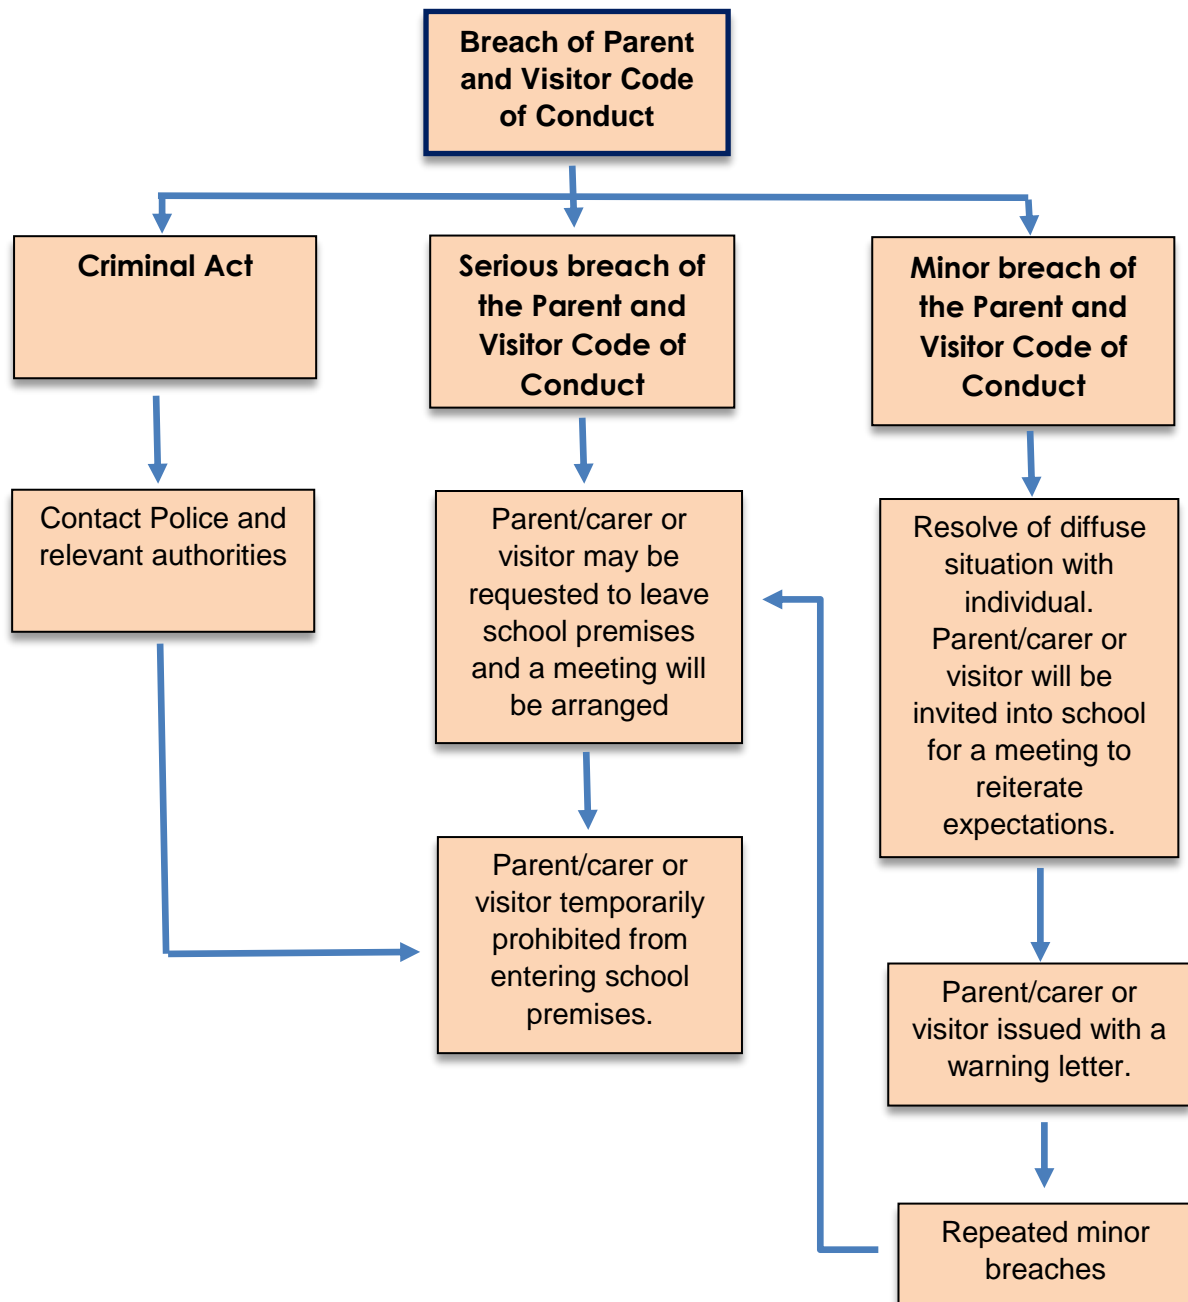 Breach of Parent
and Visitor Code
of Conduct
Criminal Act
Serious breach of
the Parent and
Visitor Code of
Conduct
Minor breach of
the Parent and
Visitor Code of
Conduct
Contact Police and
relevant authorities
Parent/carer or
visitor may be
requested to leave
school premises
and a meeting will
be arranged
Resolve of diffuse
situation with
individual.
Parent/carer or
visitor will be
invited into school
for a meeting to
reiterate
expectations.
Parent/carer or
visitor temporarily
prohibited from
entering school
premises.
Parent/carer or
visitor issued with a
warning letter.
Repeated minor
breaches